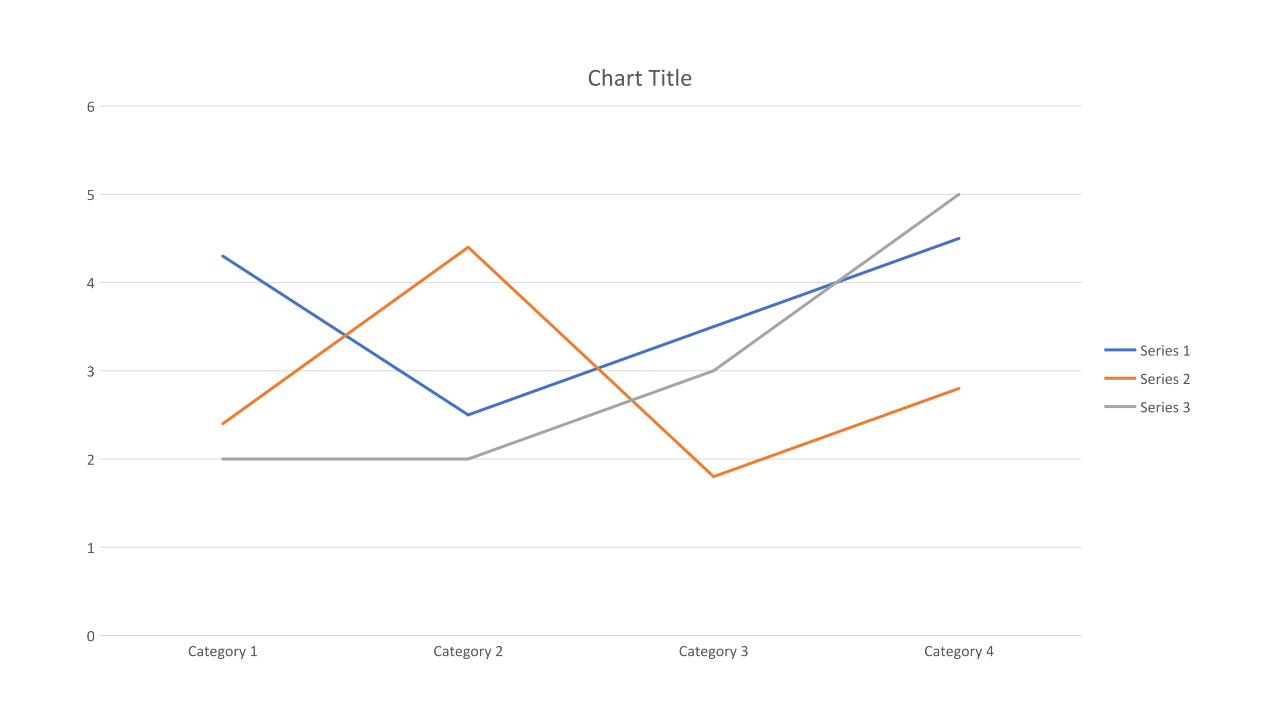 Chart Title
6
5
4
3
2
1
0
Category 1
Category 2
Category 3
Category 4
Series 1
Series 2
Series 3